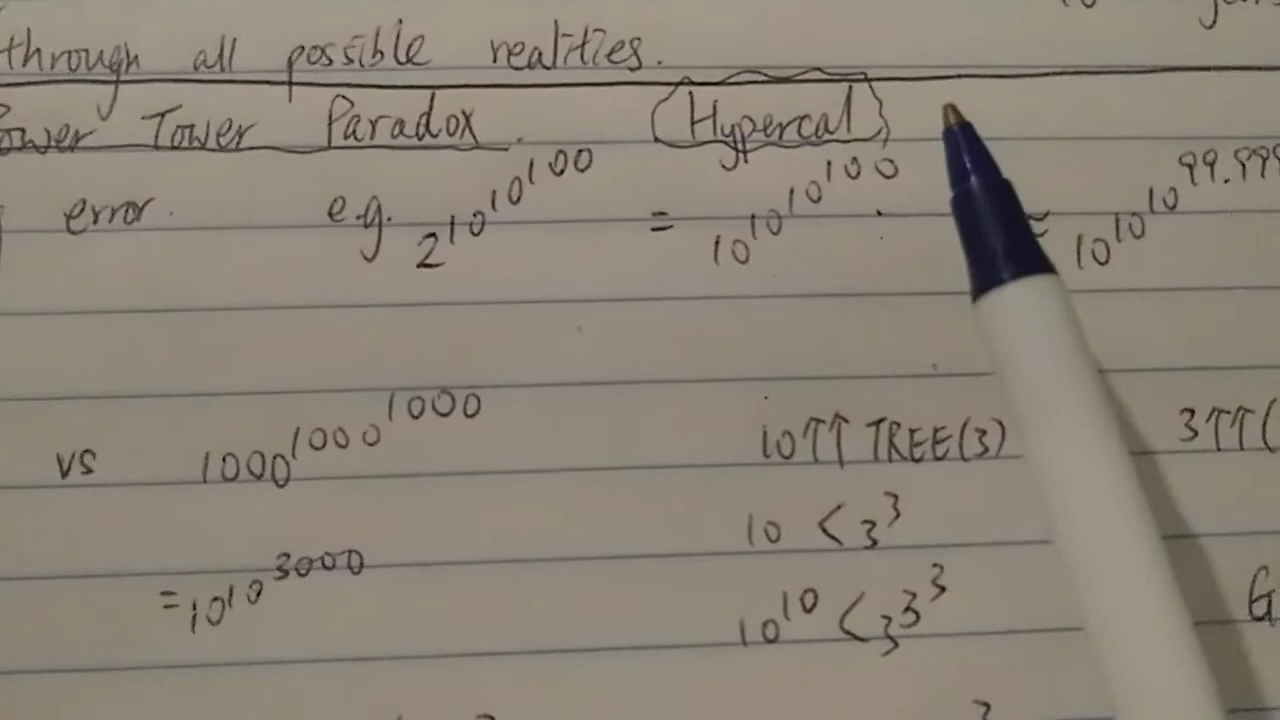 through all possible realities.
Power Tower Paradox. Hypercal
error. e.g. 2^10^10^100 = 10^10^10^100. ≈ 10^10^10^99.999
vs 1000^1000^1000 10↑↑ TREE(3) 3↑↑(
10 < 3^3
= 10^10^3000
10^10 < 3^3^3 G